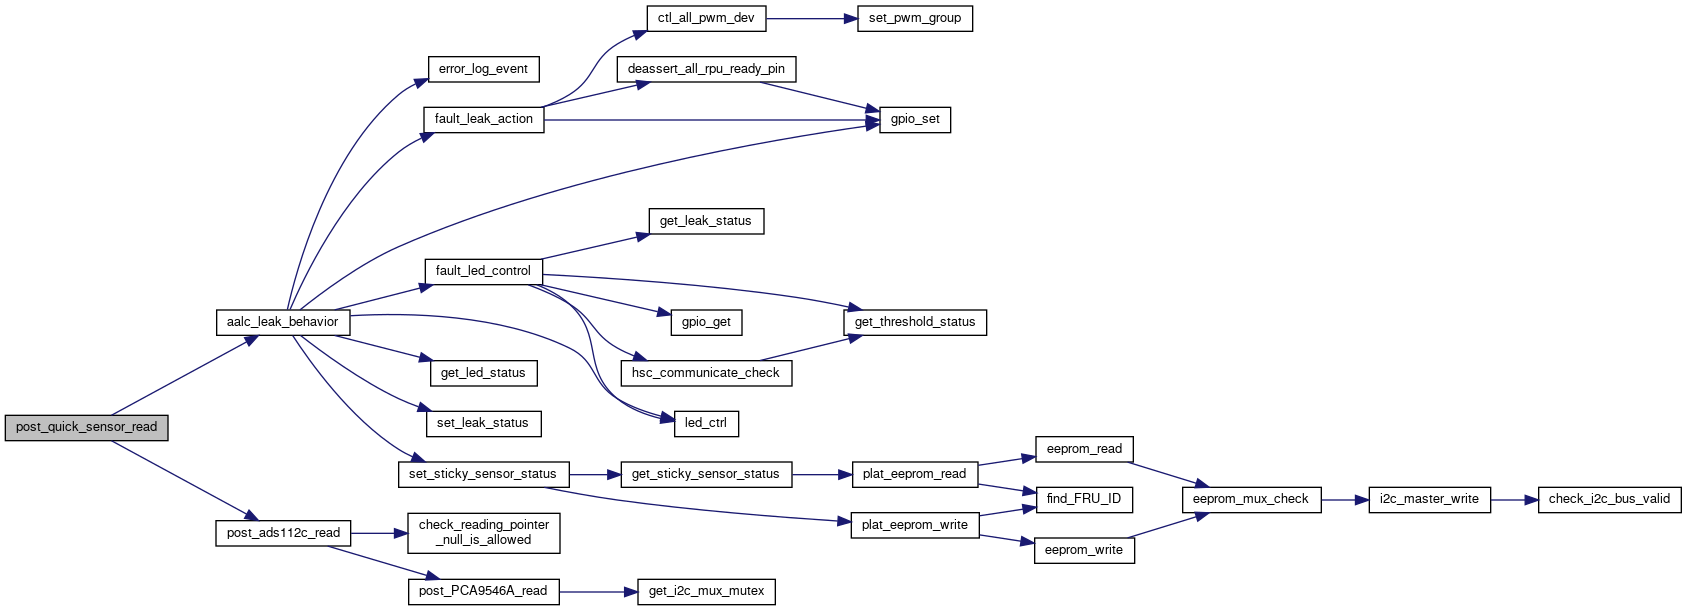 ctl_all_pwm_dev
set_pwm_group
error_log_event
deassert_all_rpu_ready_pin
fault_leak_action
gpio_set
get_leak_status
fault_led_control
aalc_leak_behavior
gpio_get
get_threshold_status
get_led_status
hsc_communicate_check
post_quick_sensor_read
set_leak_status
led_ctrl
eeprom_read
set_sticky_sensor_status
get_sticky_sensor_status
plat_eeprom_read
find_FRU_ID
eeprom_mux_check
i2c_master_write
check_i2c_bus_valid
post_ads112c_read
check_reading_pointer
_null_is_allowed
plat_eeprom_write
eeprom_write
post_PCA9546A_read
get_i2c_mux_mutex